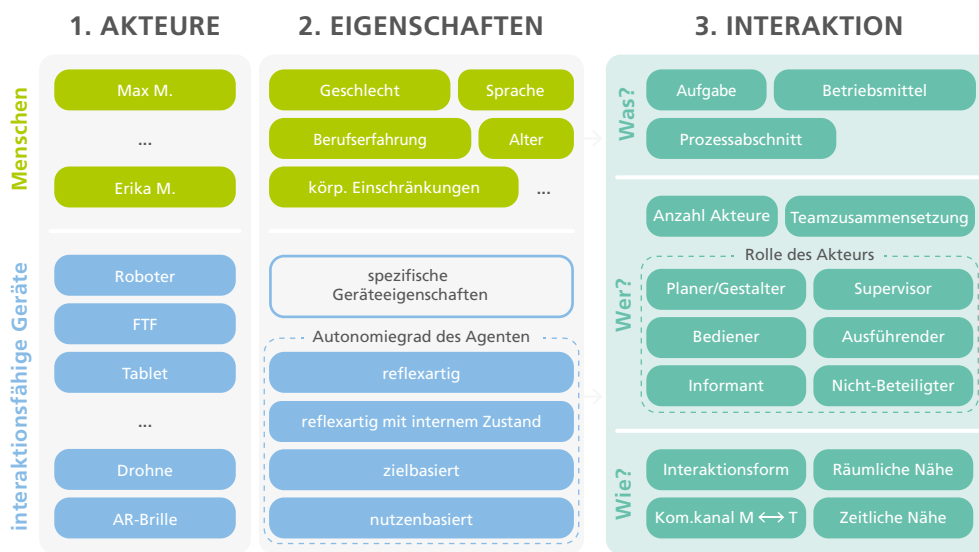 1. AKTEURE
2. EIGENSCHAFTEN
3. INTERAKTION
Menschen
Max M.
...
Erika M.
interaktionsfähige Geräte
Roboter
FTF
Tablet
...
Drohne
AR-Brille
Geschlecht
Sprache
Berufserfahrung
Alter
körp. Einschränkungen
...
spezifische
Geräteeigenschaften
Autonomiegrad des Agenten
reflexartig
reflexartig mit internem Zustand
zielbasiert
nutzenbasiert
Was?
Aufgabe
Betriebsmittel
Prozessabschnitt
Wer?
Anzahl Akteure
Teamzusammensetzung
Rolle des Akteurs
Planer/Gestalter
Supervisor
Bediener
Ausführender
Informant
Nicht-Beteiligter
Wie?
Interaktionsform
Räumliche Nähe
Kom.kanal M ⟷ T
Zeitliche Nähe